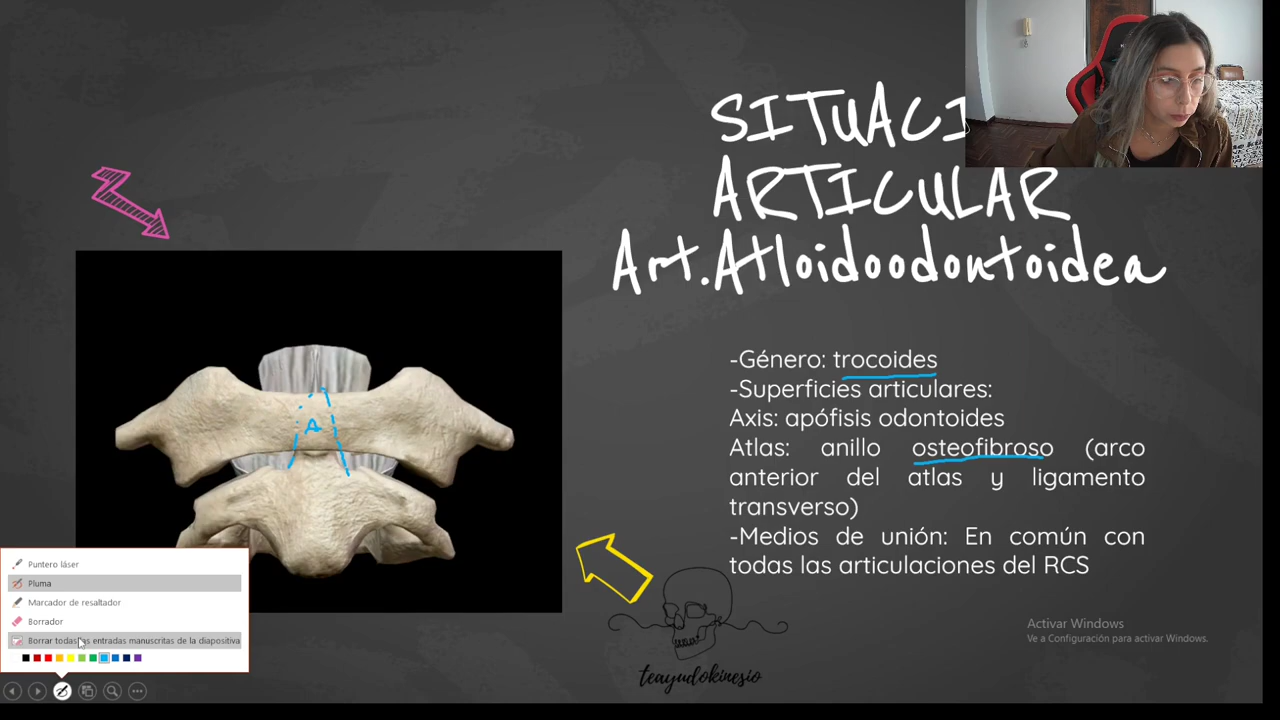 SITUACI
ARTICULAR
Art.Atloidoodontoidea
-Género: trocoides
-Superficies articulares:
Axis: apófisis odontoides
Atlas: anillo osteofibroso (arco
anterior del atlas y ligamento
transverso)
-Medios de unión: En común con
todas las articulaciones del RCS
A
Puntero láser
Pluma
Marcador de resaltador
Borrador
Borrar todas las entradas manuscritas de la diapositiva
Activar Windows
Ve a Configuración para activar Windows.
teayudokinesio